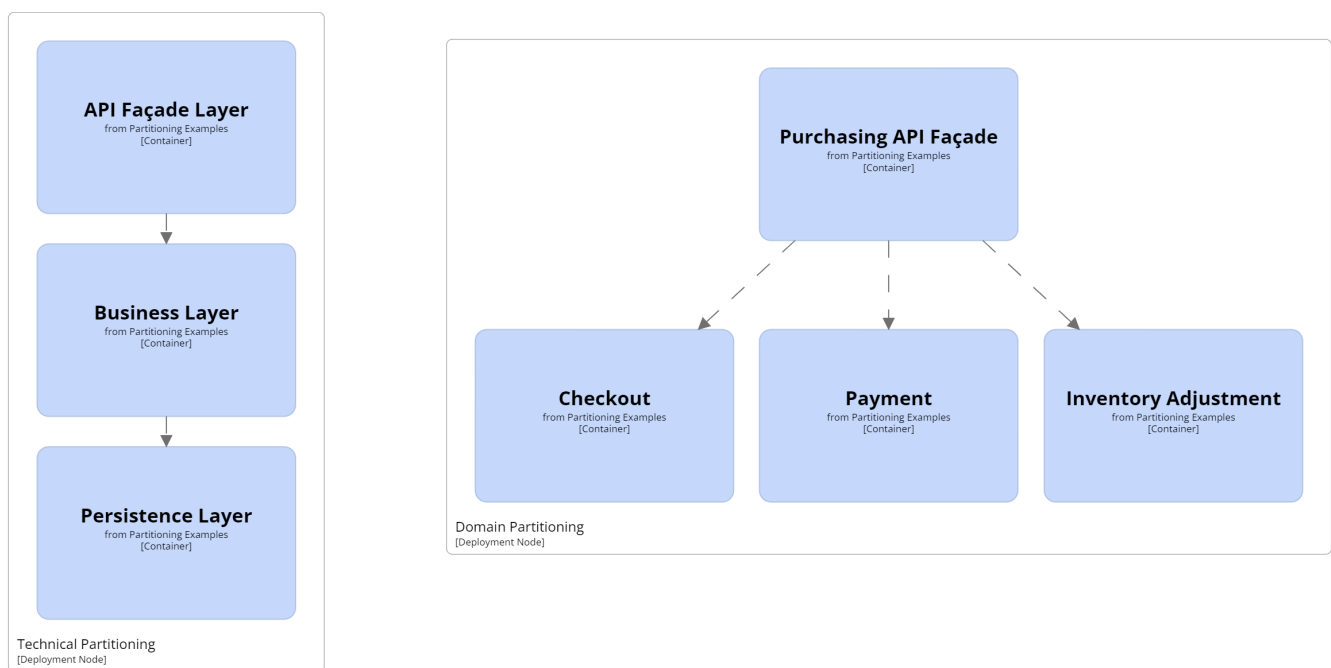 API Façade Layer
from Partitioning Examples
[Container]
Business Layer
from Partitioning Examples
[Container]
Persistence Layer
from Partitioning Examples
[Container]
Technical Partitioning
[Deployment Node]
Purchasing API Façade
from Partitioning Examples
[Container]
Checkout
from Partitioning Examples
[Container]
Payment
from Partitioning Examples
[Container]
Inventory Adjustment
from Partitioning Examples
[Container]
Domain Partitioning
[Deployment Node]